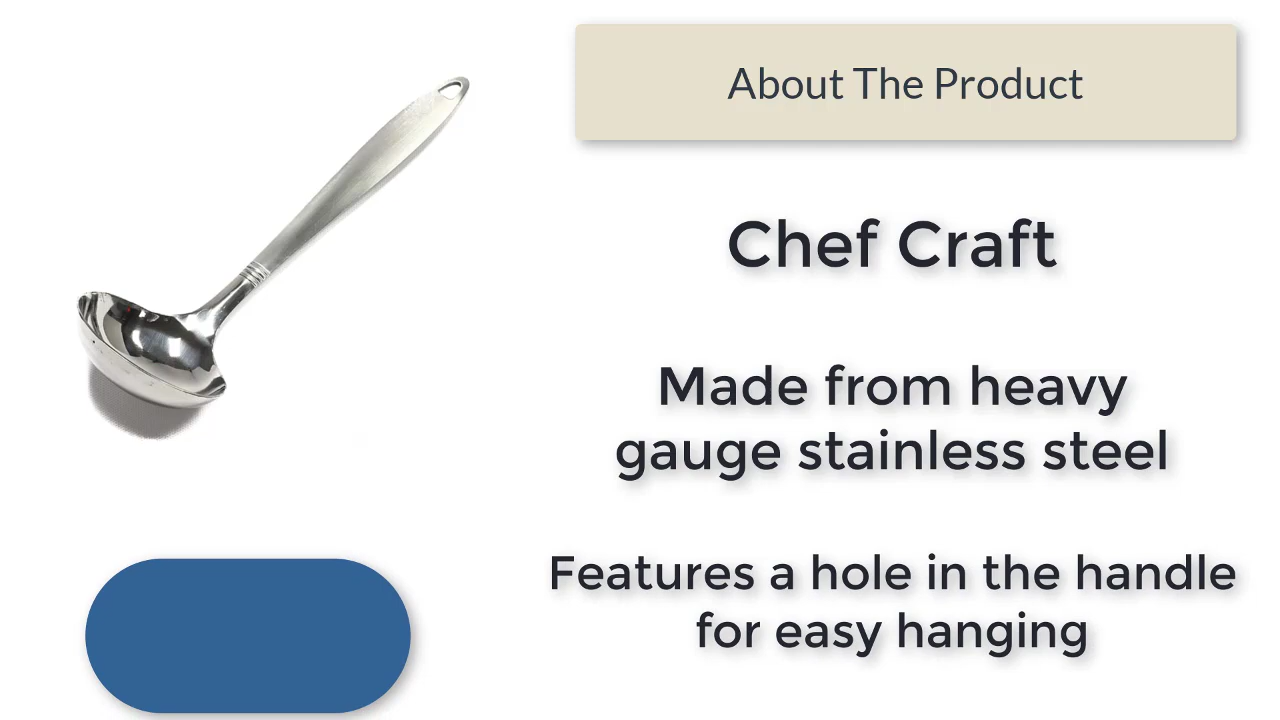 About The Product
Chef Craft
Made from heavy
gauge stainless steel
Features a hole in the handle
for easy hanging